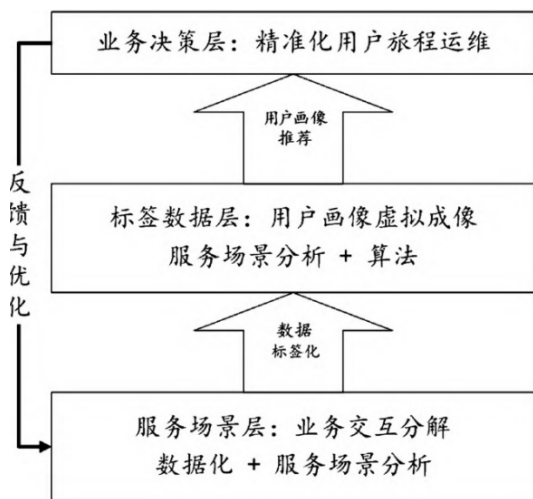 业务决策层：精准化用户旅程运维
用户画像
推荐
反馈与优化
标签数据层：用户画像虚拟成像
服务场景分析 + 算法
数据
标签化
服务场景层：业务交互分解
数据化 + 服务场景分析